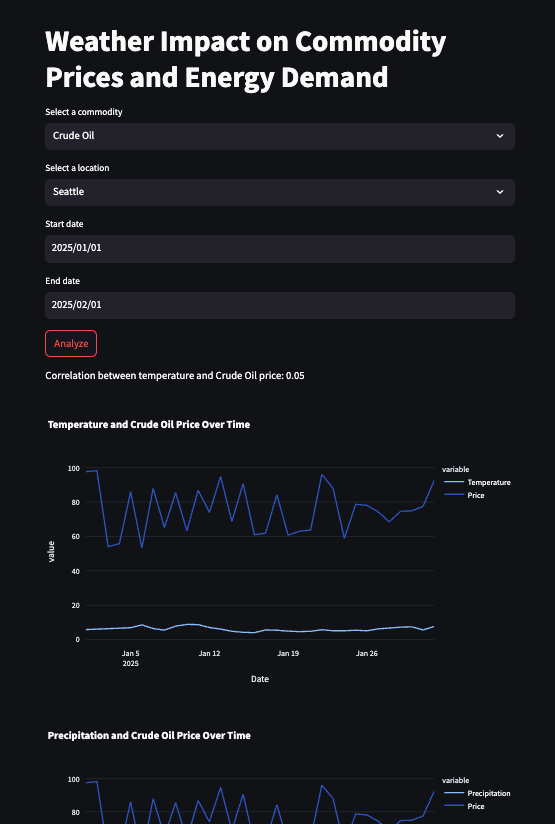 Weather Impact on Commodity
Prices and Energy Demand
Select a commodity
Crude Oil
Select a location
Seattle
Start date
2025/01/01
End date
2025/02/01
Analyze
Correlation between temperature and Crude Oil price: 0.05
Temperature and Crude Oil Price Over Time
variable
Temperature
Price
value
100
80
60
40
20
0
Jan 5
2025
Jan 12
Jan 19
Jan 26
Date
Precipitation and Crude Oil Price Over Time
variable
Precipitation
Price
100
80